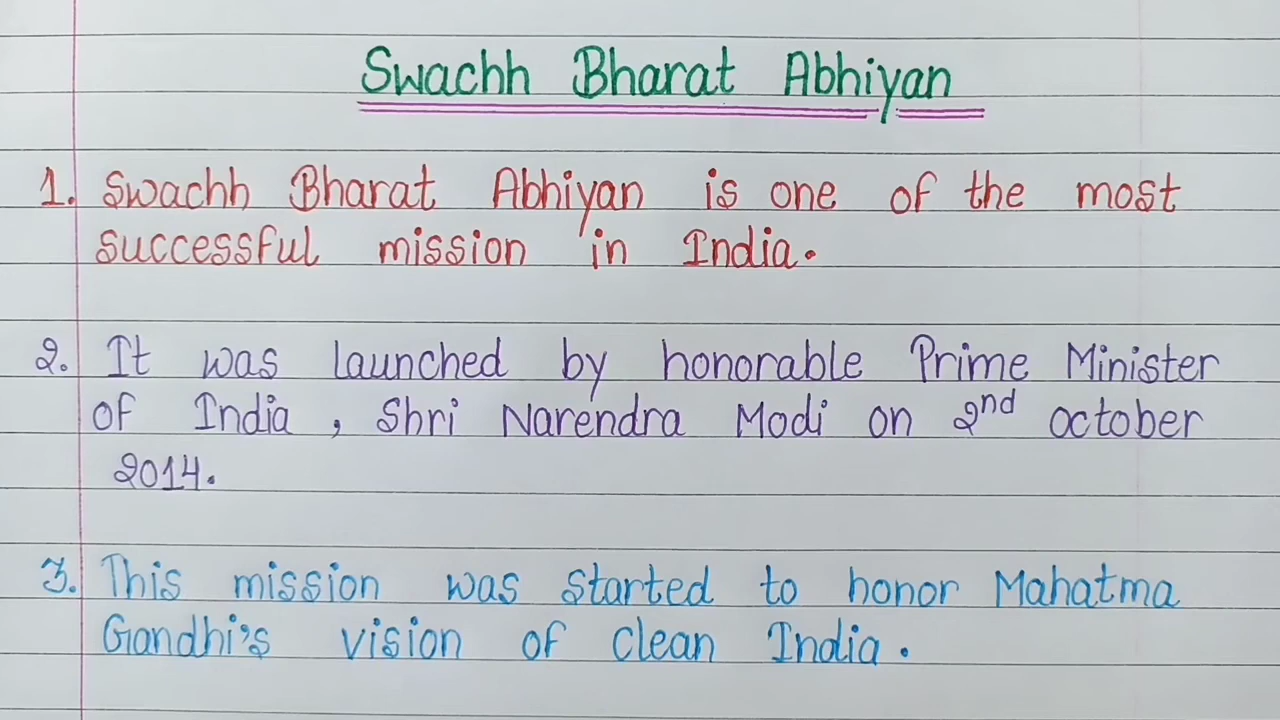 Swachh Bharat Abhiyan
1. Swachh Bharat Abhiyan is one of the most
successful mission in India.
2. It was launched by honorable Prime Minister
of India, Shri Narendra Modi on 2nd october
2014.
3. This mission was started to honor Mahatma
Gandhi's vision of clean India.